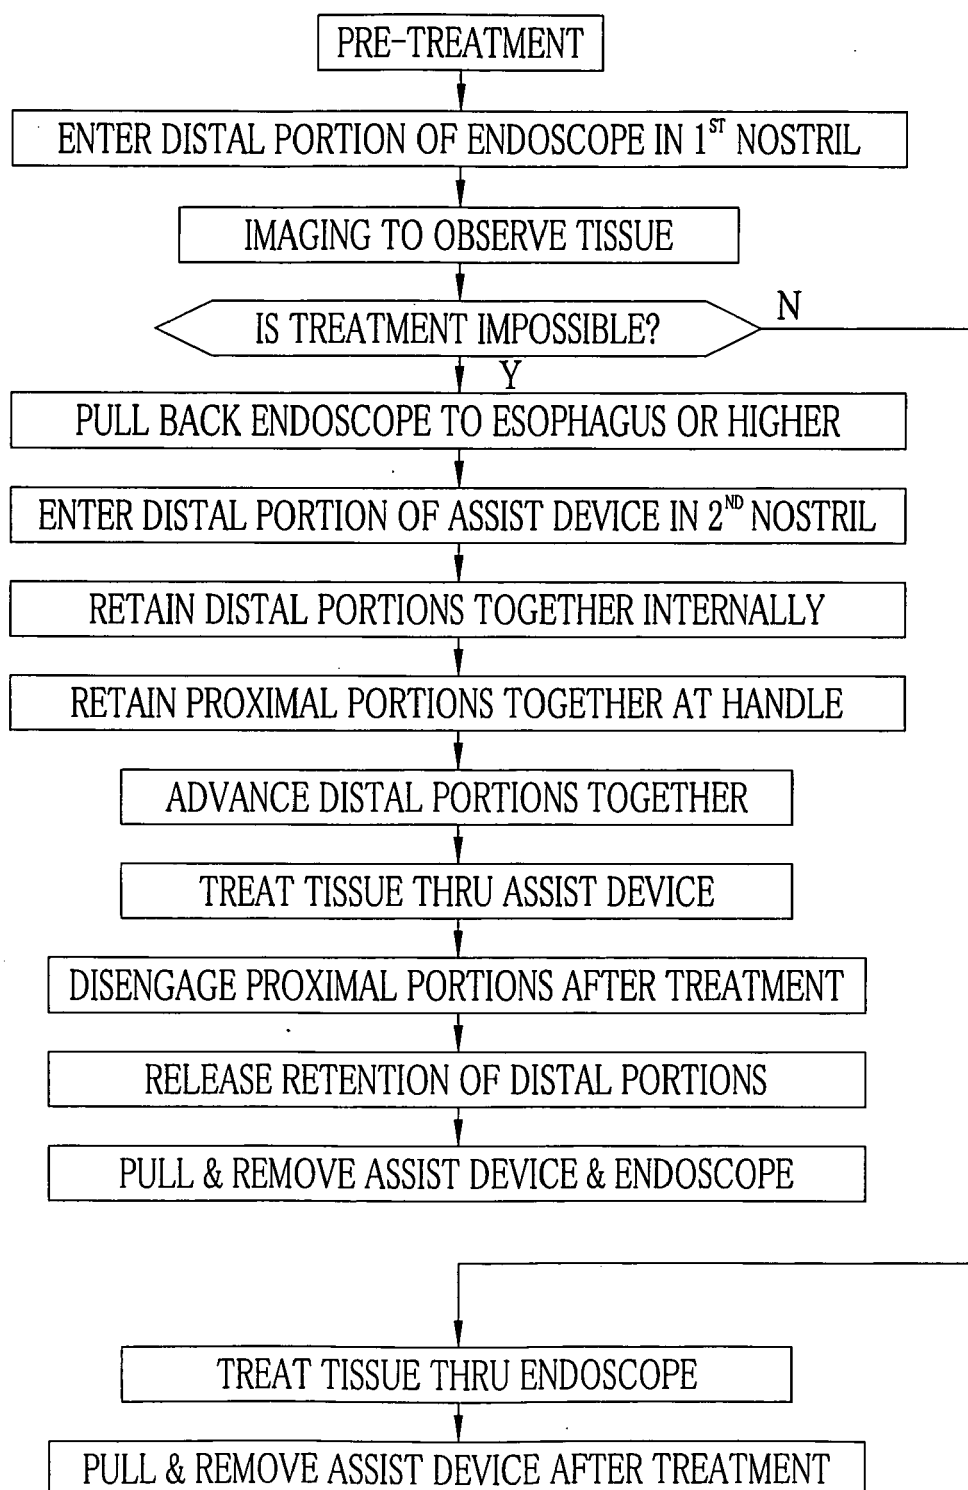 PRE-TREATMENT
ENTER DISTAL PORTION OF ENDOSCOPE IN 1ST NOSTRIL
IMAGING TO OBSERVE TISSUE
IS TREATMENT IMPOSSIBLE?
N
Y
PULL BACK ENDOSCOPE TO ESOPHAGUS OR HIGHER
ENTER DISTAL PORTION OF ASSIST DEVICE IN 2ND NOSTRIL
RETAIN DISTAL PORTIONS TOGETHER INTERNALLY
RETAIN PROXIMAL PORTIONS TOGETHER AT HANDLE
ADVANCE DISTAL PORTIONS TOGETHER
TREAT TISSUE THRU ASSIST DEVICE
DISENGAGE PROXIMAL PORTIONS AFTER TREATMENT
RELEASE RETENTION OF DISTAL PORTIONS
PULL & REMOVE ASSIST DEVICE & ENDOSCOPE
TREAT TISSUE THRU ENDOSCOPE
PULL & REMOVE ASSIST DEVICE AFTER TREATMENT